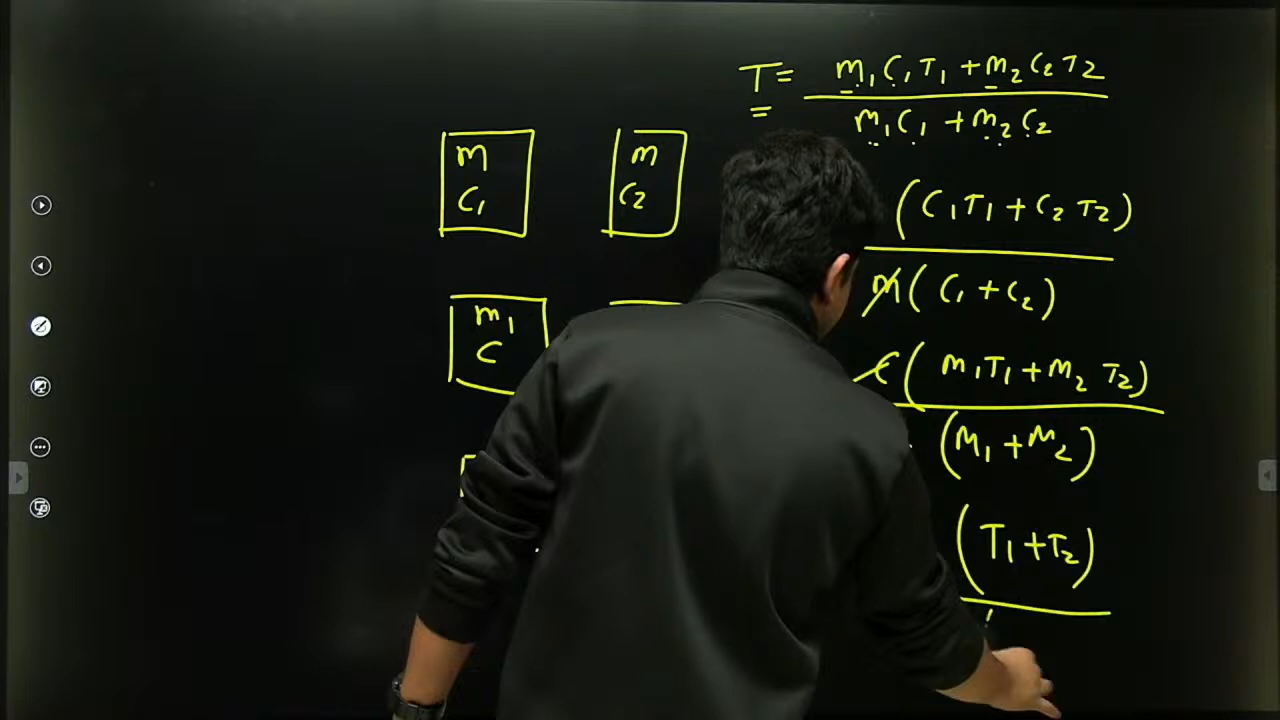 T = m₁C₁T₁ + m₂C₂T₂
m₁C₁ + m₂C₂
m
C₁
m
C₂
(C₁T₁ + C₂T₂)
m(C₁ + C₂)
m₁
C
C(m₁T₁ + m₂T₂)
(M₁ + M₂)
(T₁ + T₂)